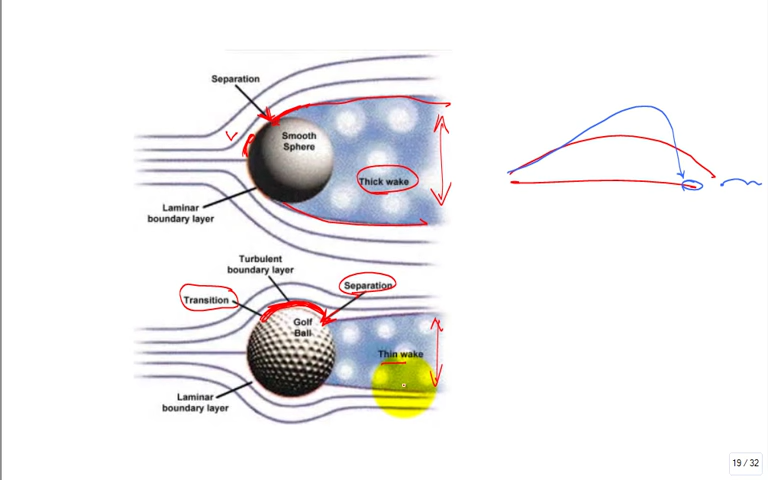 Separation
Smooth
Sphere
Thick wake
Laminar
boundary layer
Turbulent
boundary layer
Separation
Transition
Golf
Ball
Thin wake
Laminar
boundary layer
19 / 32